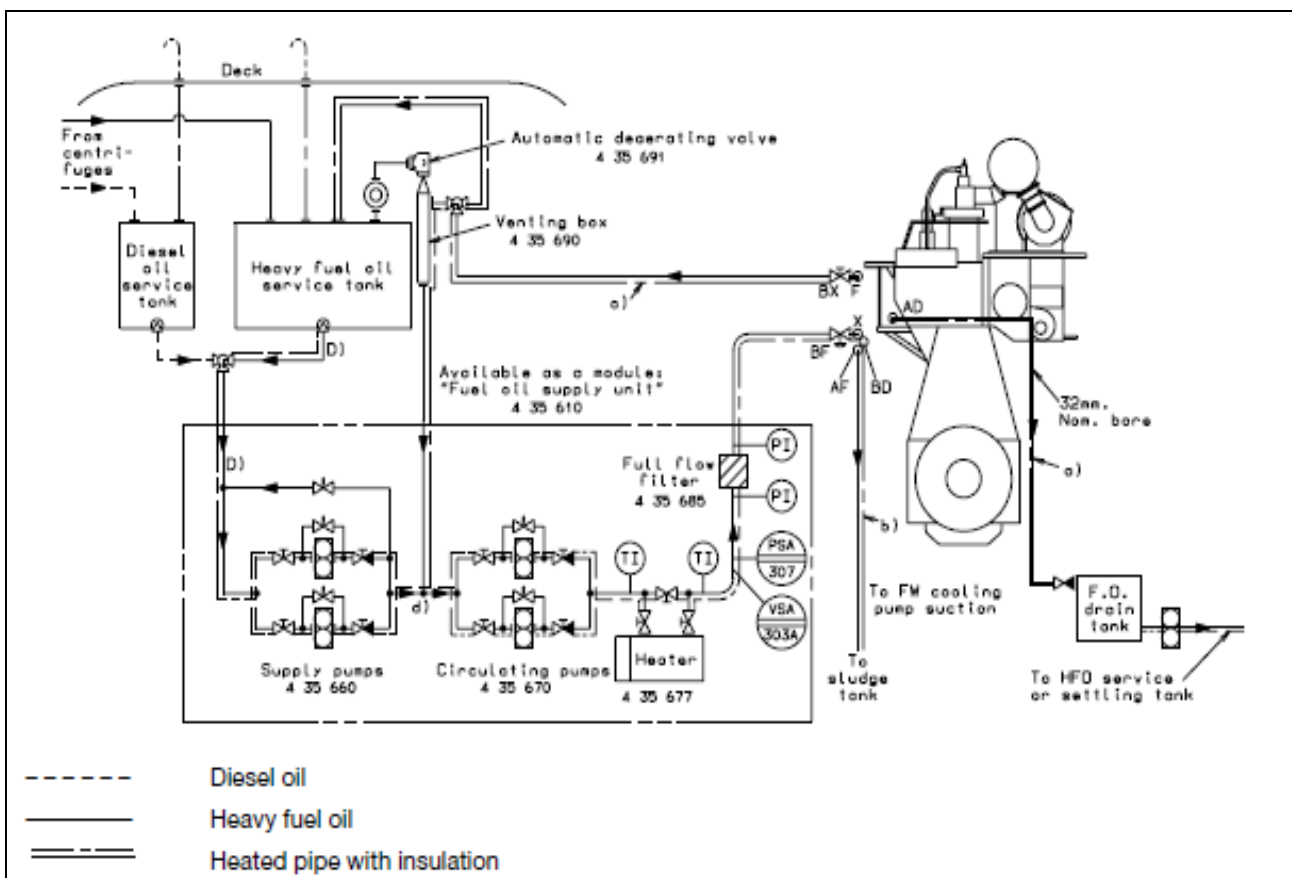 Deck
From
centri-
fuges
Automatic deaerating valve
4 35 691
Venting box
4 35 690
Diesel
oil
service
tank
Heavy fuel oil
service tank
a)
BX F
AD
X
BF
AF BD
D)
Available as a module:
"Fuel oil supply unit"
4 35 610
32mm.
Nom. bore
a)
D)
Full flow
filter
4 35 685
PI
PI
b)
TI
TI
PSA
307
VSA
303A
To FW cooling
pump suction
d)
F.O.
drain
tank
Supply pumps
4 35 660
Circulating pumps
4 35 670
Heater
4 35 677
To
sludge
tank
To HFO service
or settling tank
Diesel oil
Heavy fuel oil
Heated pipe with insulation